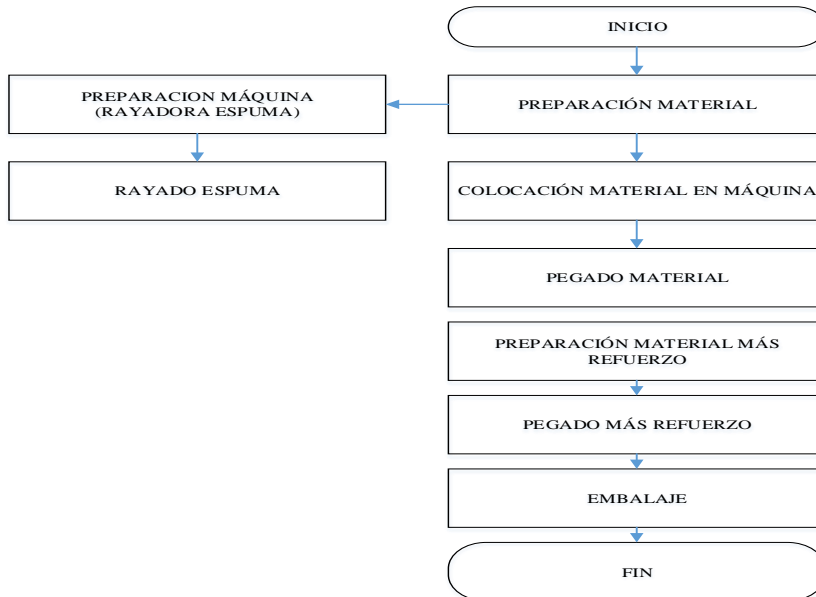 INICIO
PREPARACION MÁQUINA
(RAYADORA ESPUMA)
PREPARACIÓN MATERIAL
RAYADO ESPUMA
COLOCACIÓN MATERIAL EN MÁQUINA
PEGADO MATERIAL
PREPARACIÓN MATERIAL MÁS
REFUERZO
PEGADO MÁS REFUERZO
EMBALAJE
FIN